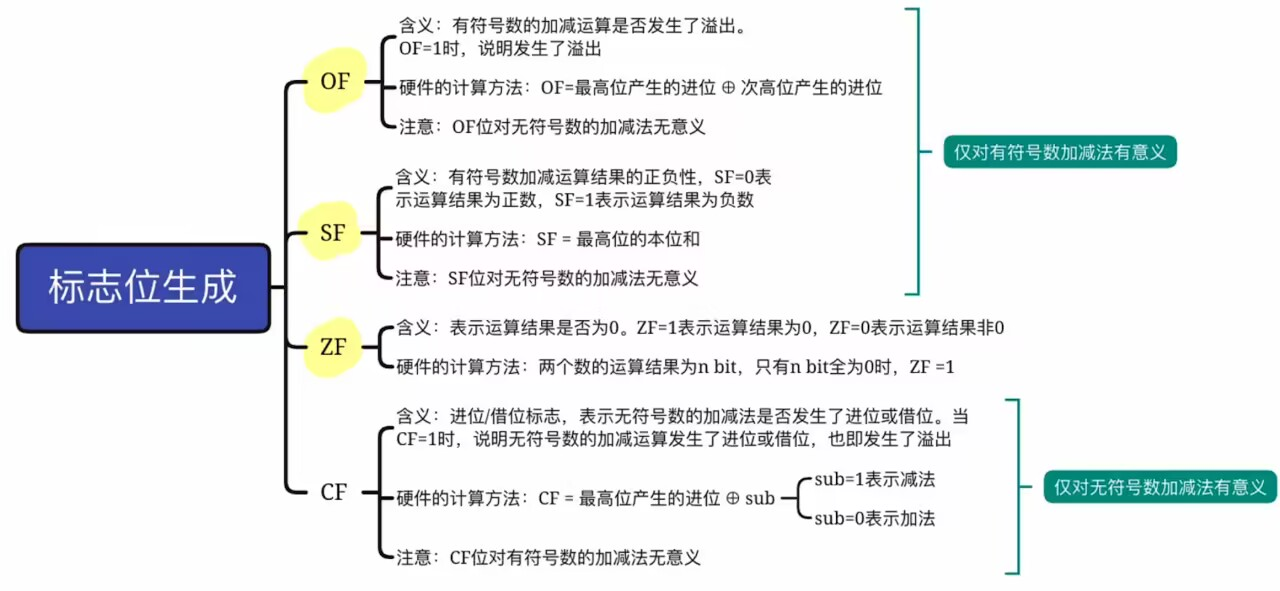 标志位生成
OF
含义：有符号数的加减运算是否发生了溢出。
OF=1时，说明发生了溢出
硬件的计算方法：OF=最高位产生的进位 ⊕ 次高位产生的进位
注意：OF位对无符号数的加减法无意义
SF
含义：有符号数加减运算结果的正负性，SF=0表
示运算结果为正数，SF=1表示运算结果为负数
硬件的计算方法：SF = 最高位的本位和
注意：SF位对无符号数的加减法无意义
仅对有符号数加减法有意义
ZF
含义：表示运算结果是否为0。ZF=1表示运算结果为0，ZF=0表示运算结果非0
硬件的计算方法：两个数的运算结果为n bit，只有n bit全为0时，ZF =1
CF
含义：进位/借位标志，表示无符号数的加减法是否发生了进位或借位。当
CF=1时，说明无符号数的加减运算发生了进位或借位，也即发生了溢出
硬件的计算方法：CF = 最高位产生的进位 ⊕ sub
sub=1表示减法
sub=0表示加法
注意：CF位对有符号数的加减法无意义
仅对无符号数加减法有意义